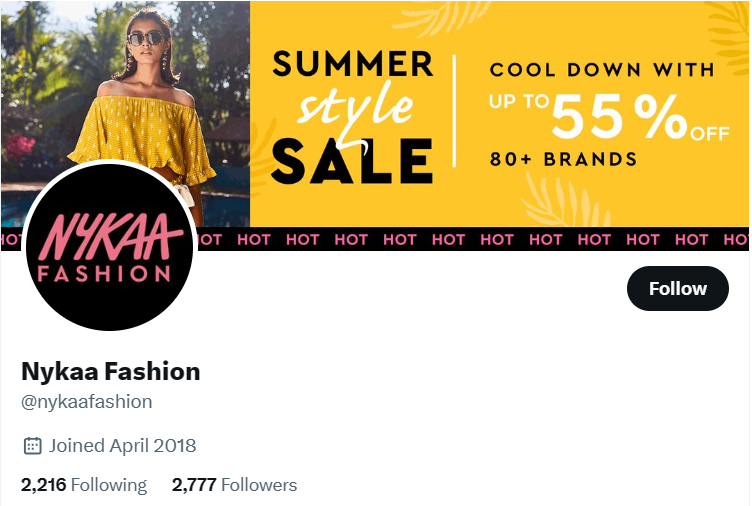 SUMMER
style
SALE
COOL DOWN WITH
UP TO 55% OFF
80+ BRANDS
HOT HOT HOT HOT HOT HOT HOT HOT HOT HOT HOT
NYKAA
FASHION
Follow
Nykaa Fashion
@nykaafashion
Joined April 2018
2,216 Following 2,777 Followers